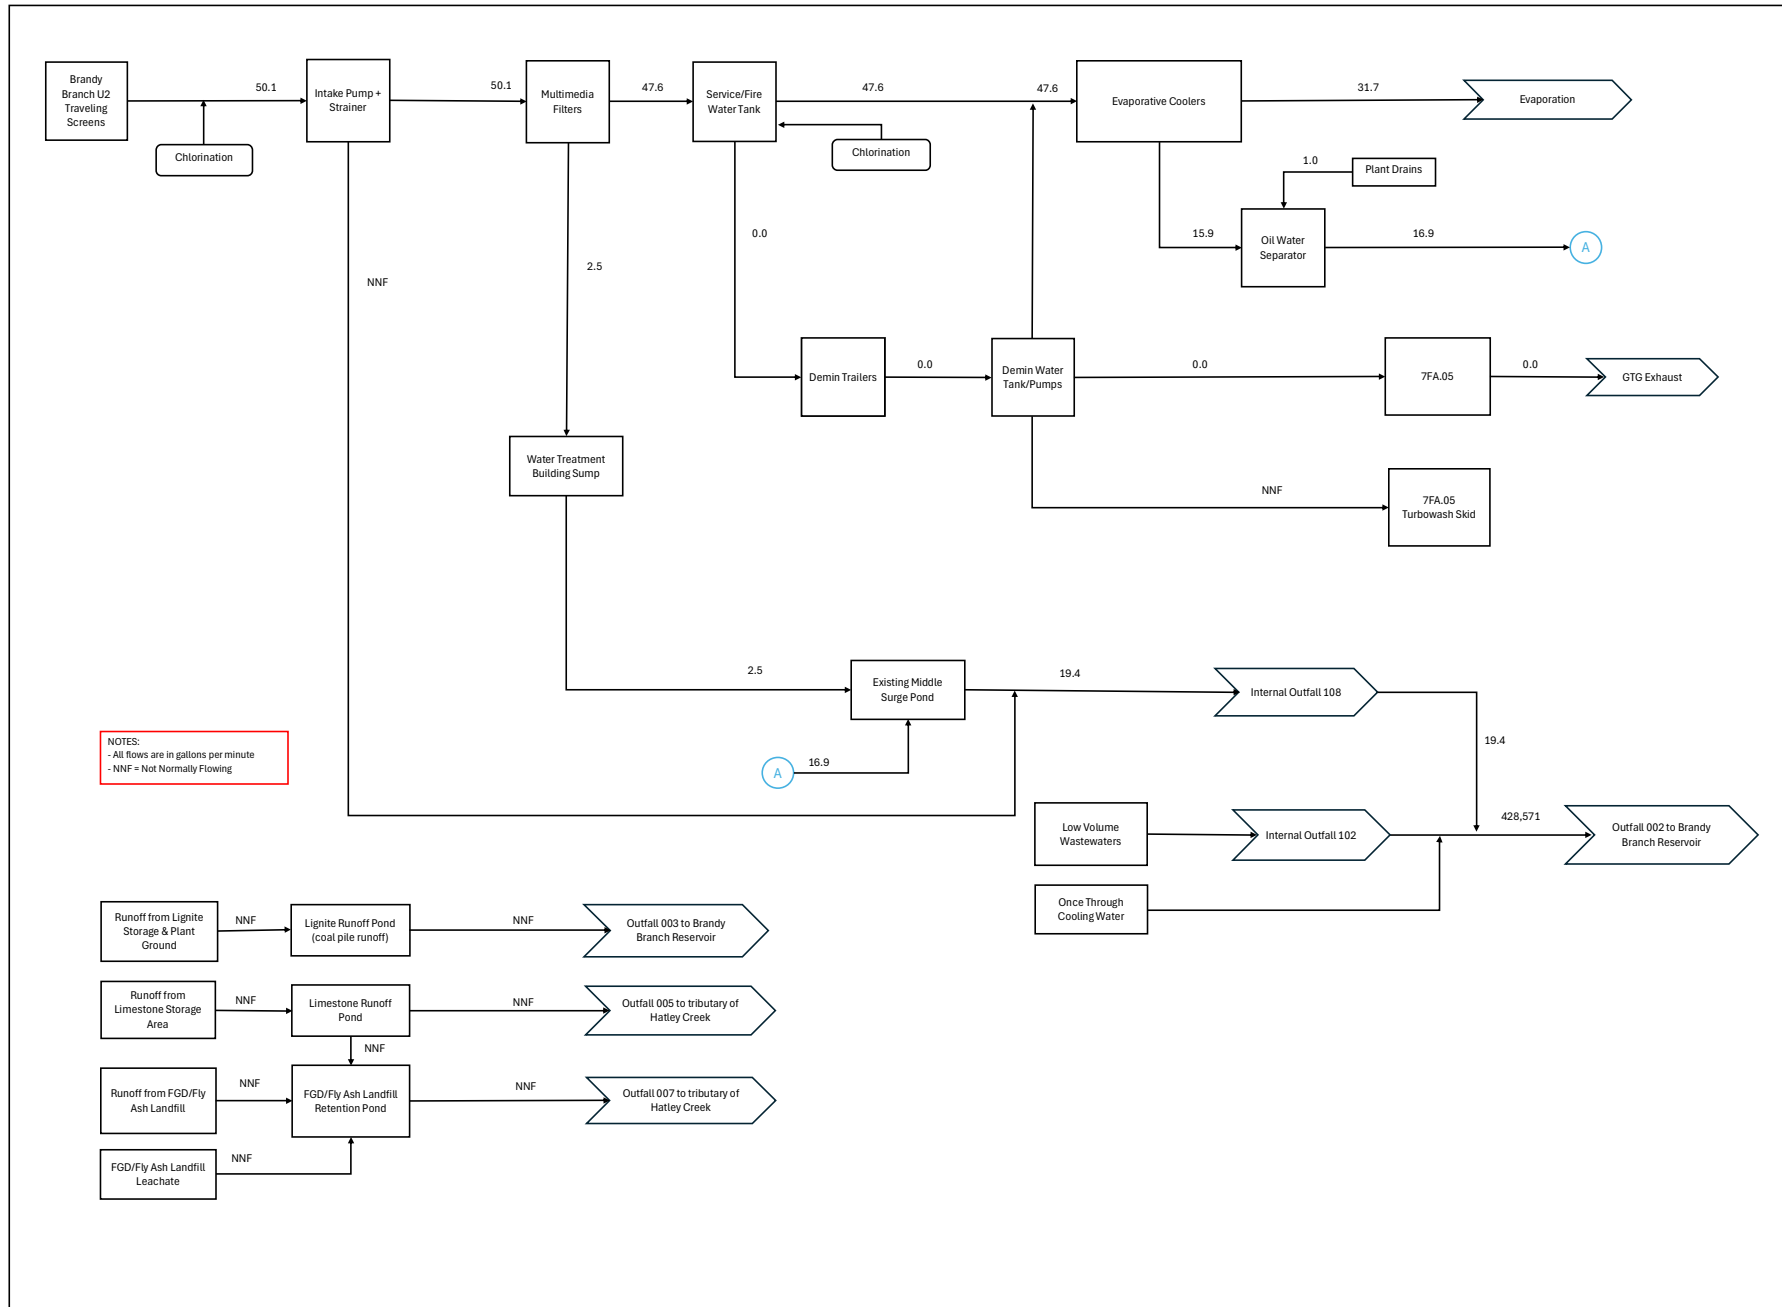 Brandy
Branch U2
Traveling
Screens
50.1
Chlorination
Intake Pump +
Strainer
50.1
Multimedia
Filters
47.6
Service/Fire
Water Tank
47.6
Chlorination
47.6
Evaporative Coolers
31.7
Evaporation
1.0
Plant Drains
15.9
Oil Water
Separator
16.9
A
0.0
2.5
NNF
Demin Trailers
0.0
Demin Water
Tank/Pumps
0.0
7FA.05
0.0
GTG Exhaust
Water Treatment
Building Sump
NNF
7FA.05
Turbowash Skid
2.5
Existing Middle
Surge Pond
19.4
Internal Outfall 108
19.4
A
16.9
NOTES:
- All flows are in gallons per minute
- NNF = Not Normally Flowing
Low Volume
Wastewaters
Internal Outfall 102
428,571
Outfall 002 to Brandy
Branch Reservoir
Once Through
Cooling Water
Runoff from Lignite
Storage & Plant
Ground
NNF
Lignite Runoff Pond
(coal pile runoff)
NNF
Outfall 003 to Brandy
Branch Reservoir
Runoff from
Limestone Storage
Area
NNF
Limestone Runoff
Pond
NNF
Outfall 005 to tributary of
Hatley Creek
NNF
Runoff from FGD/Fly
Ash Landfill
NNF
FGD/Fly Ash Landfill
Retention Pond
NNF
Outfall 007 to tributary of
Hatley Creek
FGD/Fly Ash Landfill
Leachate
NNF